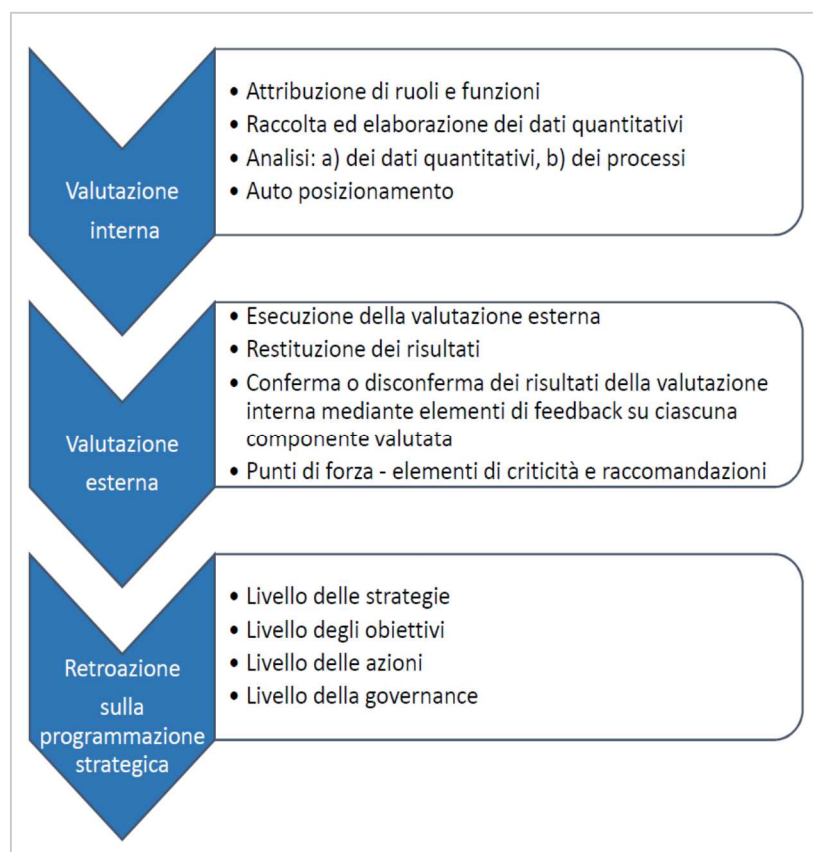 Valutazione
interna
• Attribuzione di ruoli e funzioni
• Raccolta ed elaborazione dei dati quantitativi
• Analisi: a) dei dati quantitativi, b) dei processi
• Auto posizionamento
Valutazione
esterna
• Esecuzione della valutazione esterna
• Restituzione dei risultati
• Conferma o disconferma dei risultati della valutazione
interna mediante elementi di feedback su ciascuna
componente valutata
• Punti di forza - elementi di criticità e raccomandazioni
Retroazione
sulla
programmazione
strategica
• Livello delle strategie
• Livello degli obiettivi
• Livello delle azioni
• Livello della governance